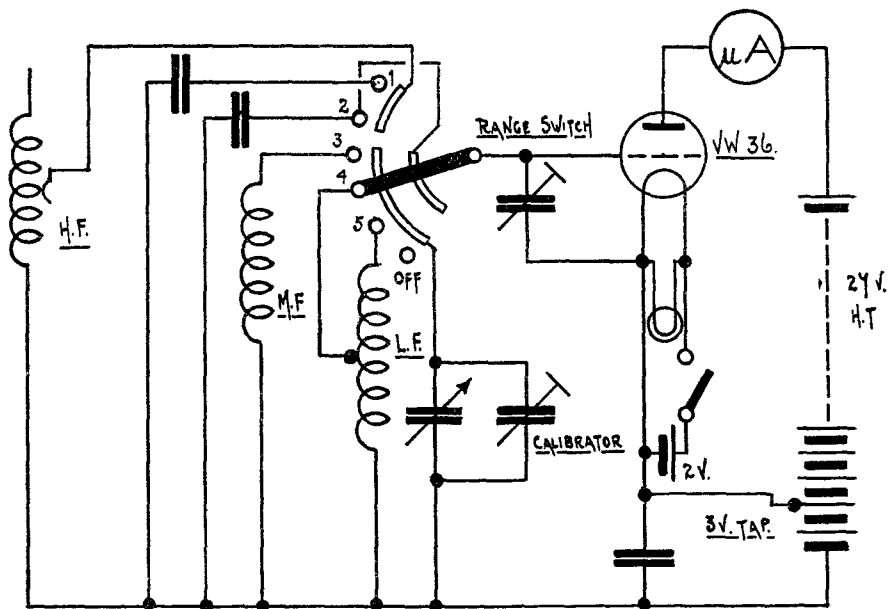 µA
1
2
RANGE SWITCH
3
VW 36.
4
H.F.
5
OFF
M.F
24 V.
H.T
L.F.
CALIBRATOR
2V.
3V. TAP.